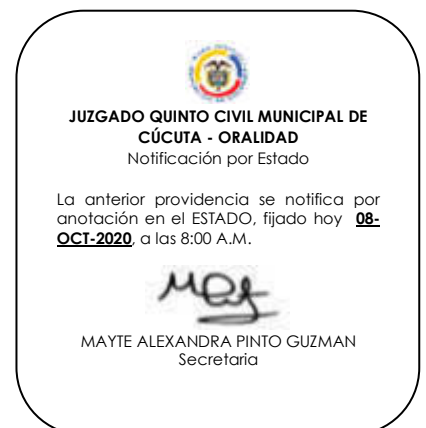 JUZGADO QUINTO CIVIL MUNICIPAL DE
CÚCUTA - ORALIDAD
Notificación por Estado
La anterior providencia se notifica por
anotación en el ESTADO, fijado hoy 08-
OCT-2020, a las 8:00 A.M.
MAYTE ALEXANDRA PINTO GUZMAN
Secretaria